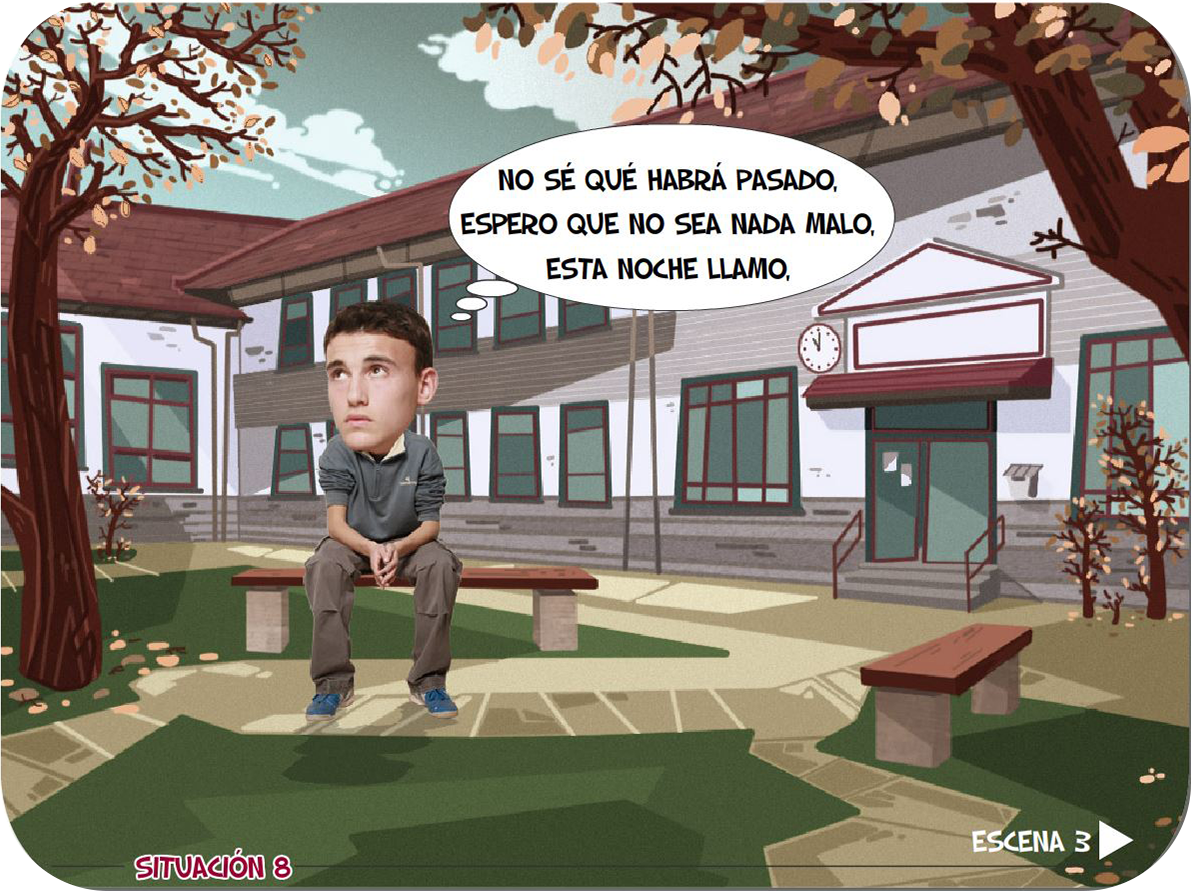 NO SÉ QUÉ HABRÁ PASADO,
ESPERO QUE NO SEA NADA MALO,
ESTA NOCHE LLAMO,
ESCENA 3
SITUACIÓN 8